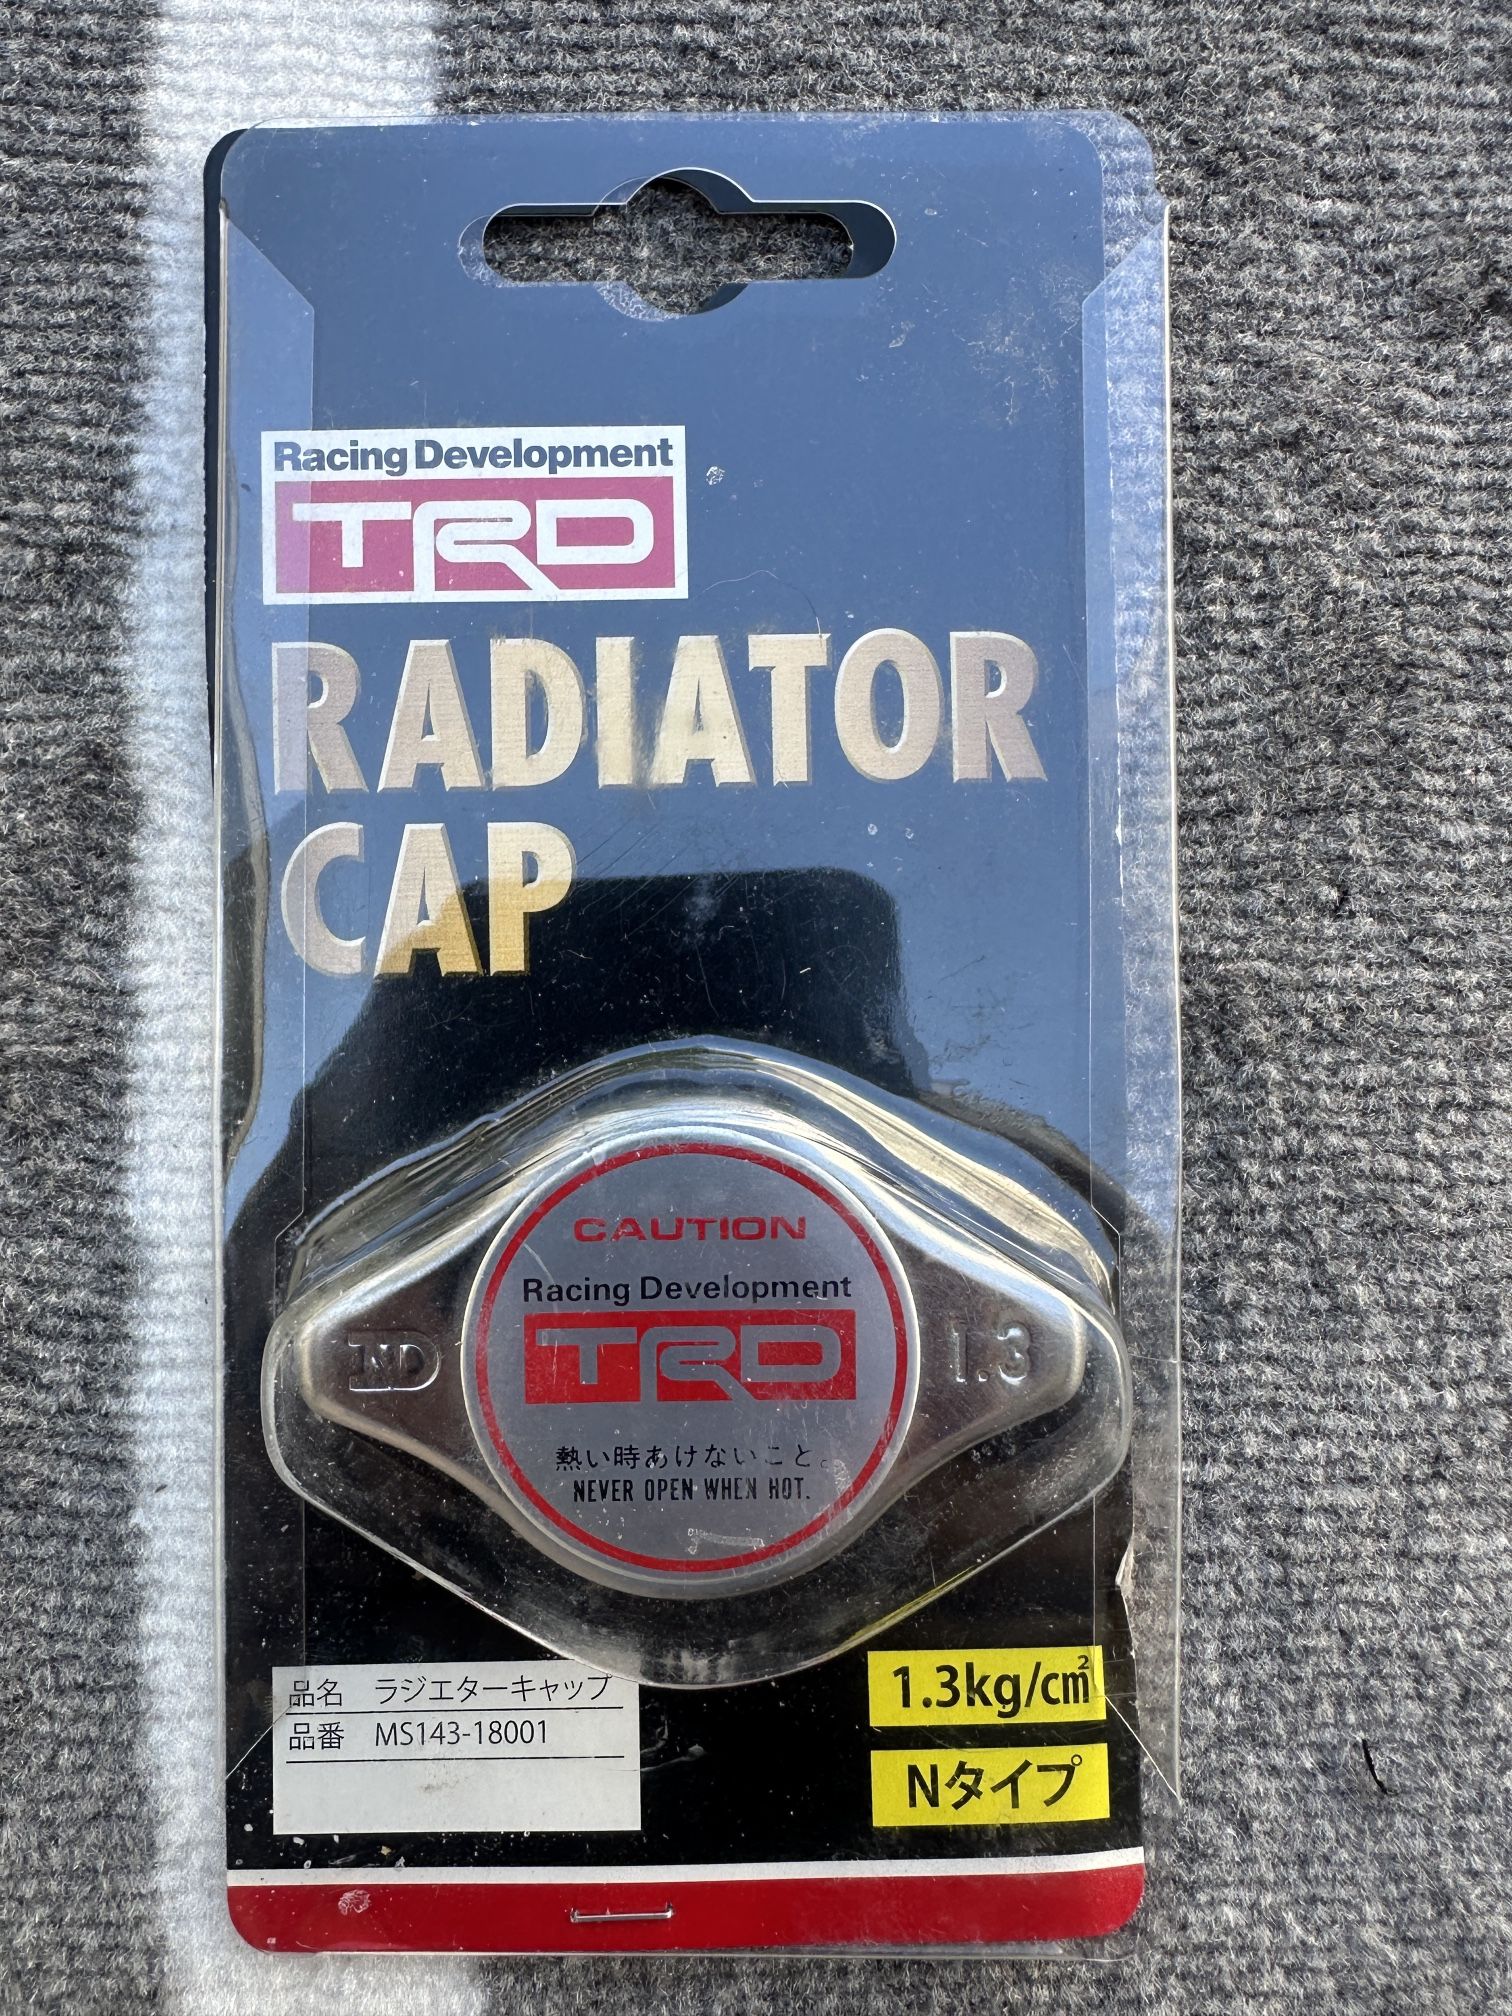 Racing Development
TRD
RADIATOR
CAP
CAUTION
Racing Development
TRD
ND
1.3
熱い時あけないこと。
NEVER OPEN WHEN HOT.
品名 ラジエターキャップ
品番 MS143-18001
1.3kg/cm²
Nタイプ